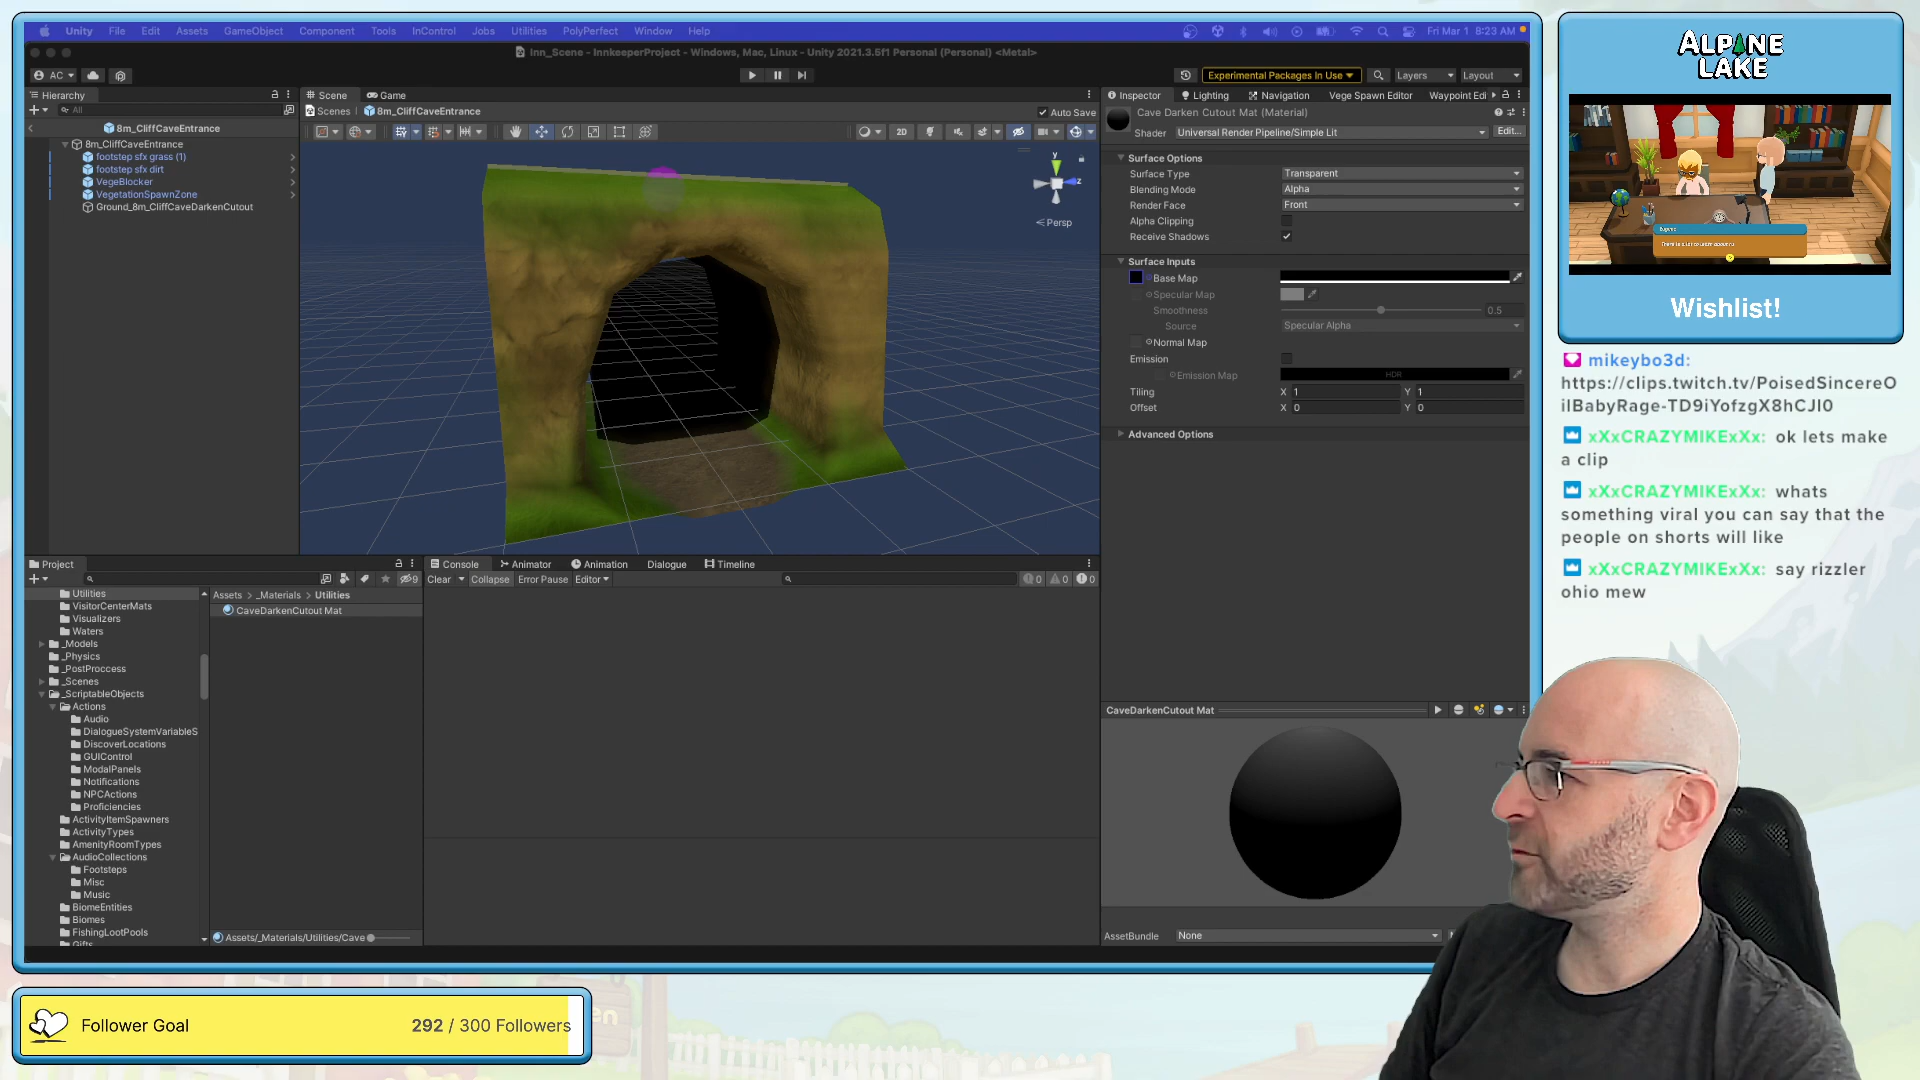 Unity File Edit Assets GameObject Component Tools InControl Jobs Utilities PolyPerfect Window Help
Fri Mar 1 8:23 AM
Inn_Scene - InnkeeperProject - Windows, Mac, Linux - Unity 2021.3.5f1 Personal (Personal) <Metal>
AC
Experimental Packages In Use
Layers
Layout
Hierarchy
All
8m_CliffCaveEntrance
8m_CliffCaveEntrance
footstep sfx grass (1)
footstep sfx dirt
VegeBlocker
VegetationSpawnZone
Ground_8m_CliffCaveDarkenCutout
Scene
Game
Scenes
8m_CliffCaveEntrance
Auto Save
2D
y
z
Persp
Inspector
Lighting
Navigation
Vege Spawn Editor
Waypoint Edi
Cave Darken Cutout Mat (Material)
Shader
Universal Render Pipeline/Simple Lit
Edit...
Surface Options
Surface Type
Transparent
Blending Mode
Alpha
Render Face
Front
Alpha Clipping
Receive Shadows
Surface Inputs
Base Map
Specular Map
Smoothness
0.5
Source
Specular Alpha
Normal Map
Emission
Emission Map
HDR
Tiling X 1 Y 1
Offset X 0 Y 0
Advanced Options
CaveDarkenCutout Mat
AssetBundle
None
Project
9
Utilities
VisitorCenterMats
Visualizers
Waters
_Models
_Physics
_PostProccess
_Scenes
_ScriptableObjects
Actions
Audio
DialogueSystemVariableS
DiscoverLocations
GUIControl
ModalPanels
Notifications
NPCActions
Proficiencies
ActivityItemSpawners
ActivityTypes
AmenityRoomTypes
AudioCollections
Footsteps
Misc
Music
BiomeEntities
Biomes
FishingLootPools
Gifts
Assets > _Materials > Utilities
CaveDarkenCutout Mat
Assets/_Materials/Utilities/Cave
Console
Animator
Animation
Dialogue
Timeline
Clear
Collapse
Error Pause
Editor
0
0
0
ALPINE
LAKE
Wishlist!
mikeybo3d:
https://clips.twitch.tv/PoisedSincereO
ilBabyRage-TD9iYofzgX8hCJI0
xXxCRAZYMIKExXx: ok lets make
a clip
xXxCRAZYMIKExXx: whats
something viral you can say that the
people on shorts will like
xXxCRAZYMIKExXx: say rizzler
ohio mew
Follower Goal
292 / 300 Followers